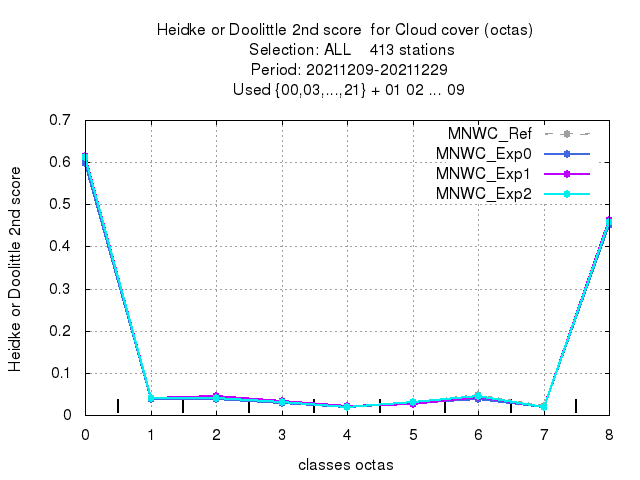 Heidke or Doolittle 2nd score  for Cloud cover (octas)
Selection: ALL    413 stations
Period: 20211209-20211229
Used {00,03,...,21} + 01 02 ... 09
0.7
0.6
0.5
0.4
0.3
0.2
0.1
0
Heidke or Doolittle 2nd score
MNWC_Ref
MNWC_Exp0
MNWC_Exp1
MNWC_Exp2
0 1 2 3 4 5 6 7 8
classes octas